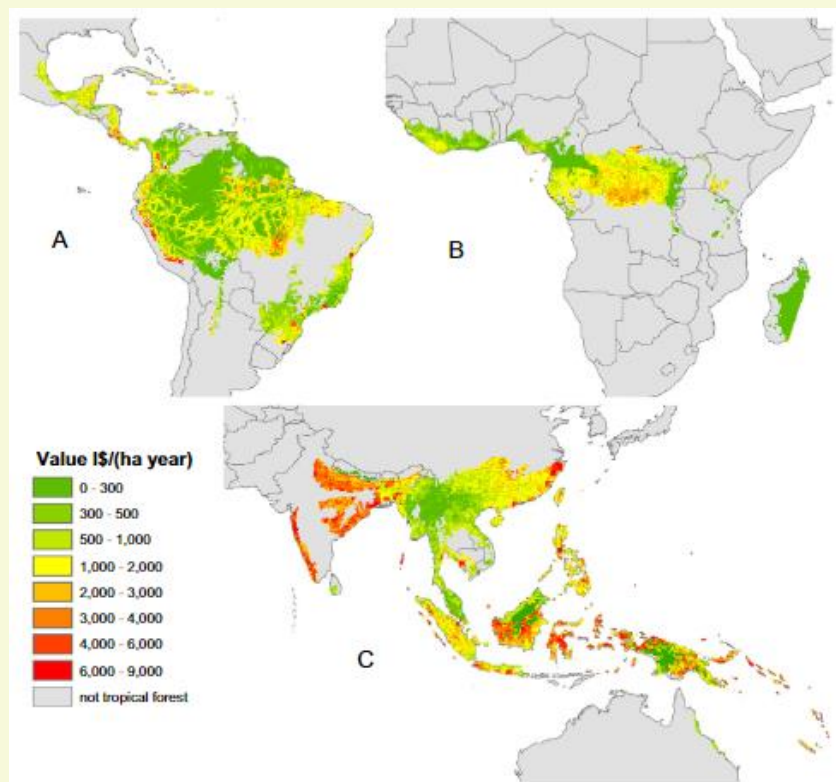 A
B
C
Value I$/(ha year)
0 - 300
300 - 500
500 - 1,000
1,000 - 2,000
2,000 - 3,000
3,000 - 4,000
4,000 - 6,000
6,000 - 9,000
not tropical forest